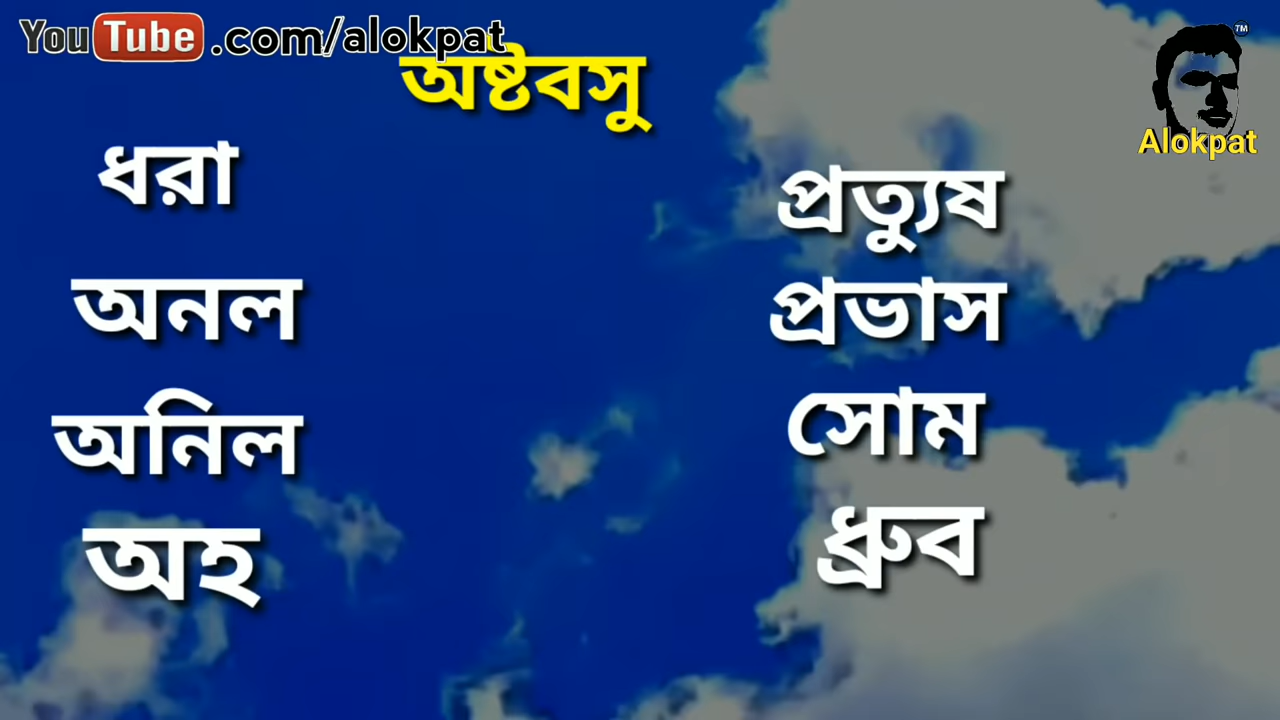 YouTube.com/alokpat
অষ্টবসু
Alokpat
ধরা
অনল
অনিল
অহ
প্রত্যুষ
প্রভাস
সোম
ধ্রুব